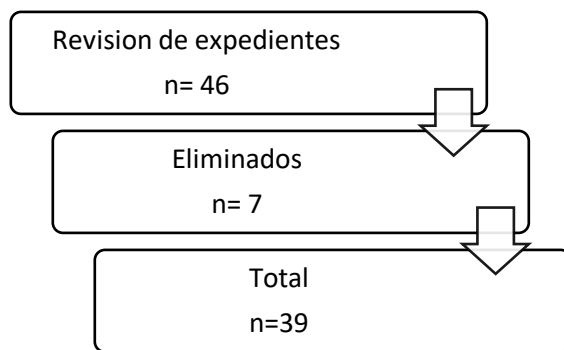 Revision de expedientes
n= 46
Eliminados
n= 7
Total
n=39